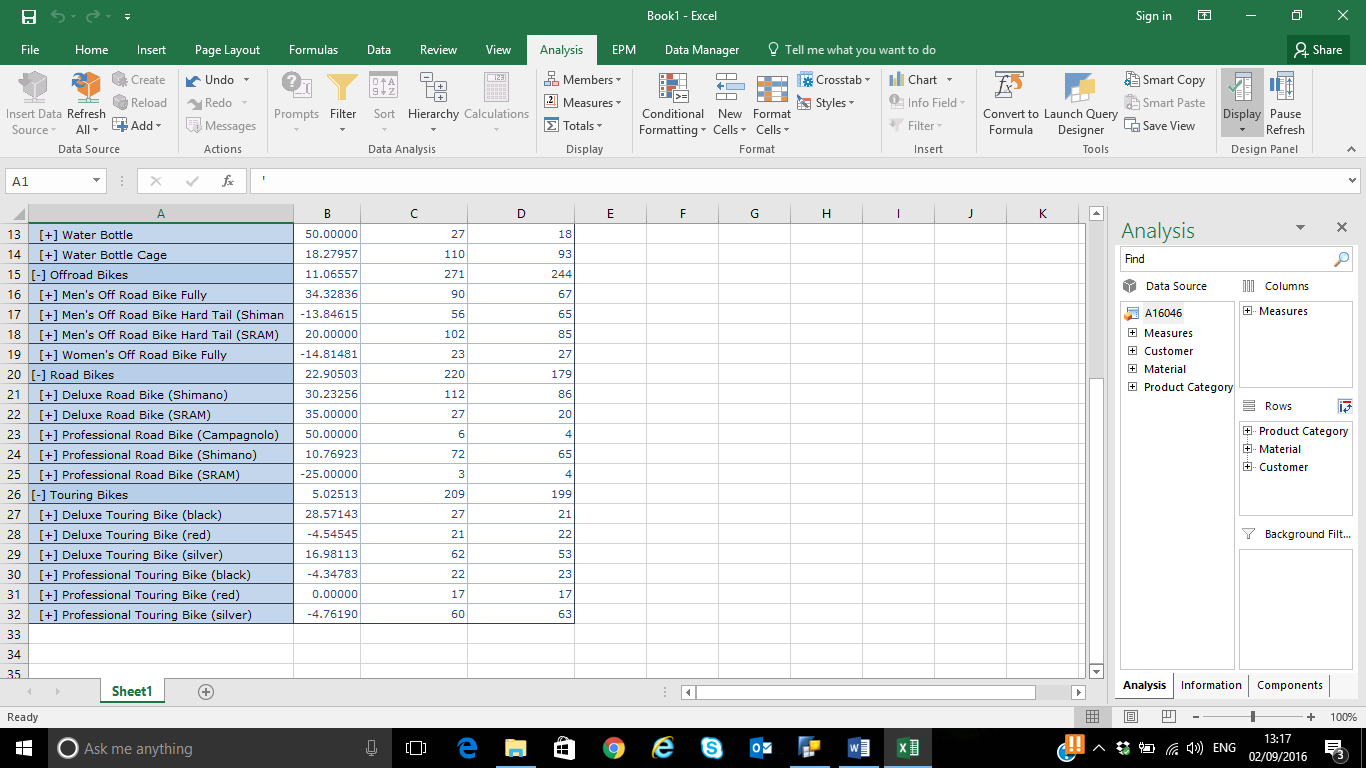 Book1 - Excel
Sign in
File Home Insert Page Layout Formulas Data Review View Analysis EPM Data Manager Tell me what you want to do Share
Insert Data Source Refresh All Create Reload Add
Data Source
Undo Redo Messages
Actions
Prompts Filter Sort Hierarchy Calculations
Data Analysis
Members Measures Totals
Display
Conditional Formatting New Cells Format Cells Crosstab Styles
Format
Chart Info Field Filter
Insert
Convert to Formula Launch Query Designer Smart Copy Smart Paste Save View
Tools
Display Pause Refresh
Design Panel
A1 fx '
A B C D E F G H I J K
13 [+] Water Bottle 50.00000 27 18
14 [+] Water Bottle Cage 18.27957 110 93
15 [-] Offroad Bikes 11.06557 271 244
16 [+] Men's Off Road Bike Fully 34.32836 90 67
17 [+] Men's Off Road Bike Hard Tail (Shiman -13.84615 56 65
18 [+] Men's Off Road Bike Hard Tail (SRAM) 20.00000 102 85
19 [+] Women's Off Road Bike Fully -14.81481 23 27
20 [-] Road Bikes 22.90503 220 179
21 [+] Deluxe Road Bike (Shimano) 30.23256 112 86
22 [+] Deluxe Road Bike (SRAM) 35.00000 27 20
23 [+] Professional Road Bike (Campagnolo) 50.00000 6 4
24 [+] Professional Road Bike (Shimano) 10.76923 72 65
25 [+] Professional Road Bike (SRAM) -25.00000 3 4
26 [-] Touring Bikes 5.02513 209 199
27 [+] Deluxe Touring Bike (black) 28.57143 27 21
28 [+] Deluxe Touring Bike (red) -4.54545 21 22
29 [+] Deluxe Touring Bike (silver) 16.98113 62 53
30 [+] Professional Touring Bike (black) -4.34783 22 23
31 [+] Professional Touring Bike (red) 0.00000 17 17
32 [+] Professional Touring Bike (silver) -4.76190 60 63
33
34
35
Analysis
Find
Data Source
A16046
Measures
Customer
Material
Product Category
Columns
Measures
Rows
Product Category
Material
Customer
Background Filt...
Analysis Information Components
Sheet1
Ready 100%
Ask me anything
ENG
13:17
02/09/2016
3